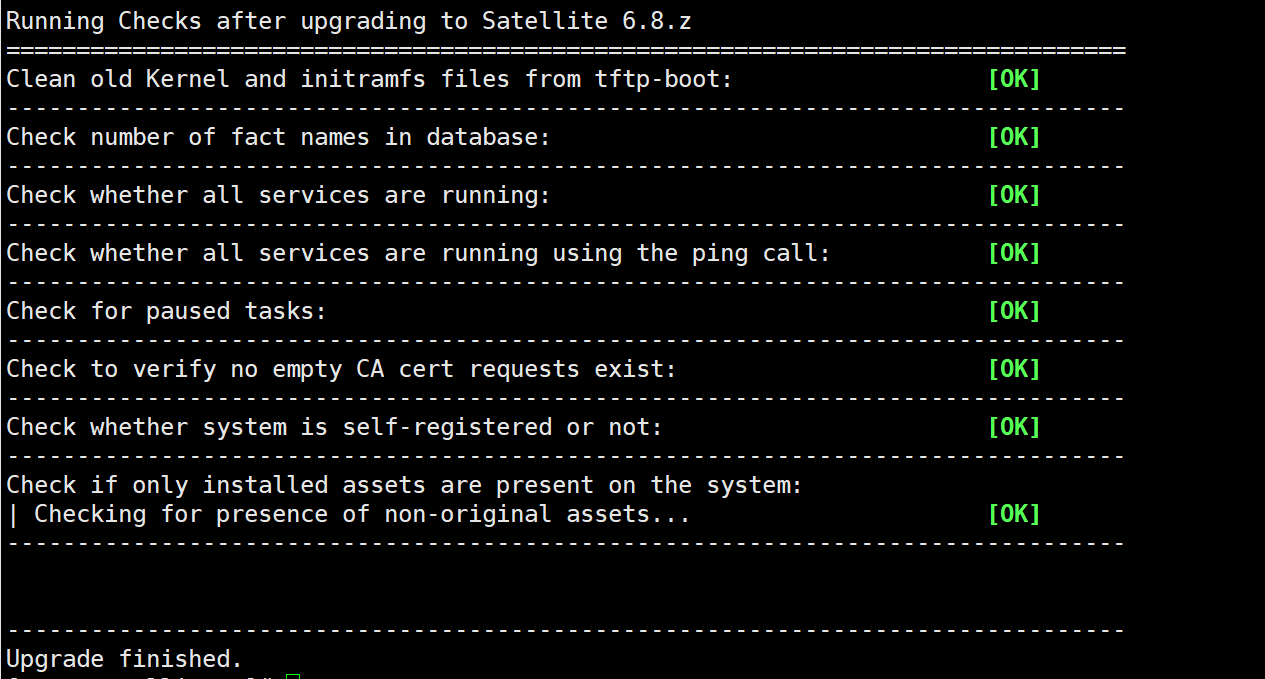 Running Checks after upgrading to Satellite 6.8.z
================================================================================
Clean old Kernel and initramfs files from tftp-boot: [OK]
--------------------------------------------------------------------------------
Check number of fact names in database: [OK]
--------------------------------------------------------------------------------
Check whether all services are running: [OK]
--------------------------------------------------------------------------------
Check whether all services are running using the ping call: [OK]
--------------------------------------------------------------------------------
Check for paused tasks: [OK]
--------------------------------------------------------------------------------
Check to verify no empty CA cert requests exist: [OK]
--------------------------------------------------------------------------------
Check whether system is self-registered or not: [OK]
--------------------------------------------------------------------------------
Check if only installed assets are present on the system:
| Checking for presence of non-original assets... [OK]
--------------------------------------------------------------------------------
--------------------------------------------------------------------------------
Upgrade finished.